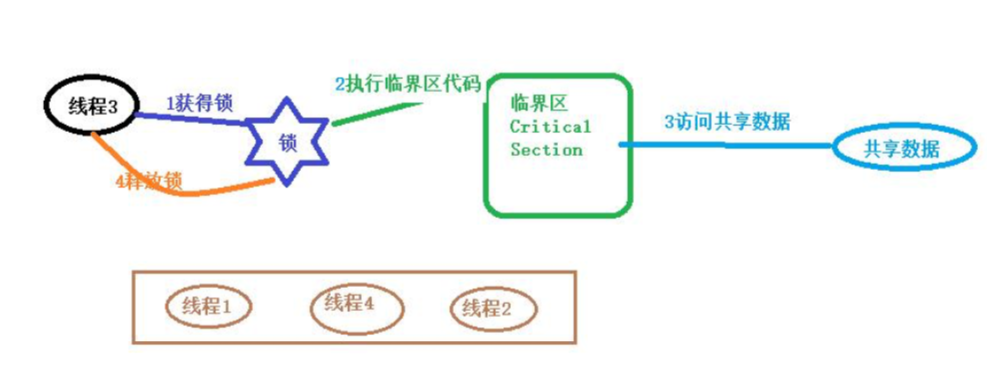 线程3
1获得锁
锁
2执行临界区代码
临界区
Critical
Section
3访问共享数据
共享数据
4释放锁
线程1
线程4
线程2